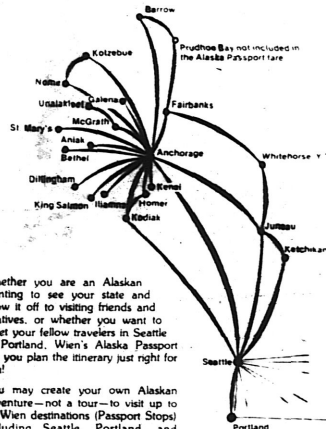 Barrow
Prudhoe Bay not included in
the Alaska Passport fare
Kotzebue
Nome
Galena
Unalakleet
Fairbanks
McGrath
St Mary's
Aniak
Anchorage
Bethel
Whitehorse Y
Dillingham
Kenai
King Salmon
Iliamna
Homer
Kodiak
Juneau
Ketchikan
ether you are an Alaskan
nting to see your state and
ow it off to visiting friends and
atives, or whether you want to
et your fellow travelers in Seattle
Portland, Wien's Alaska Passport
you plan the itinerary just right for
!
Seattle
u may create your own Alaskan
venture—not a tour—to visit up to
Wien destinations (Passport Stops)
luding Seattle, Portland, and
Portland